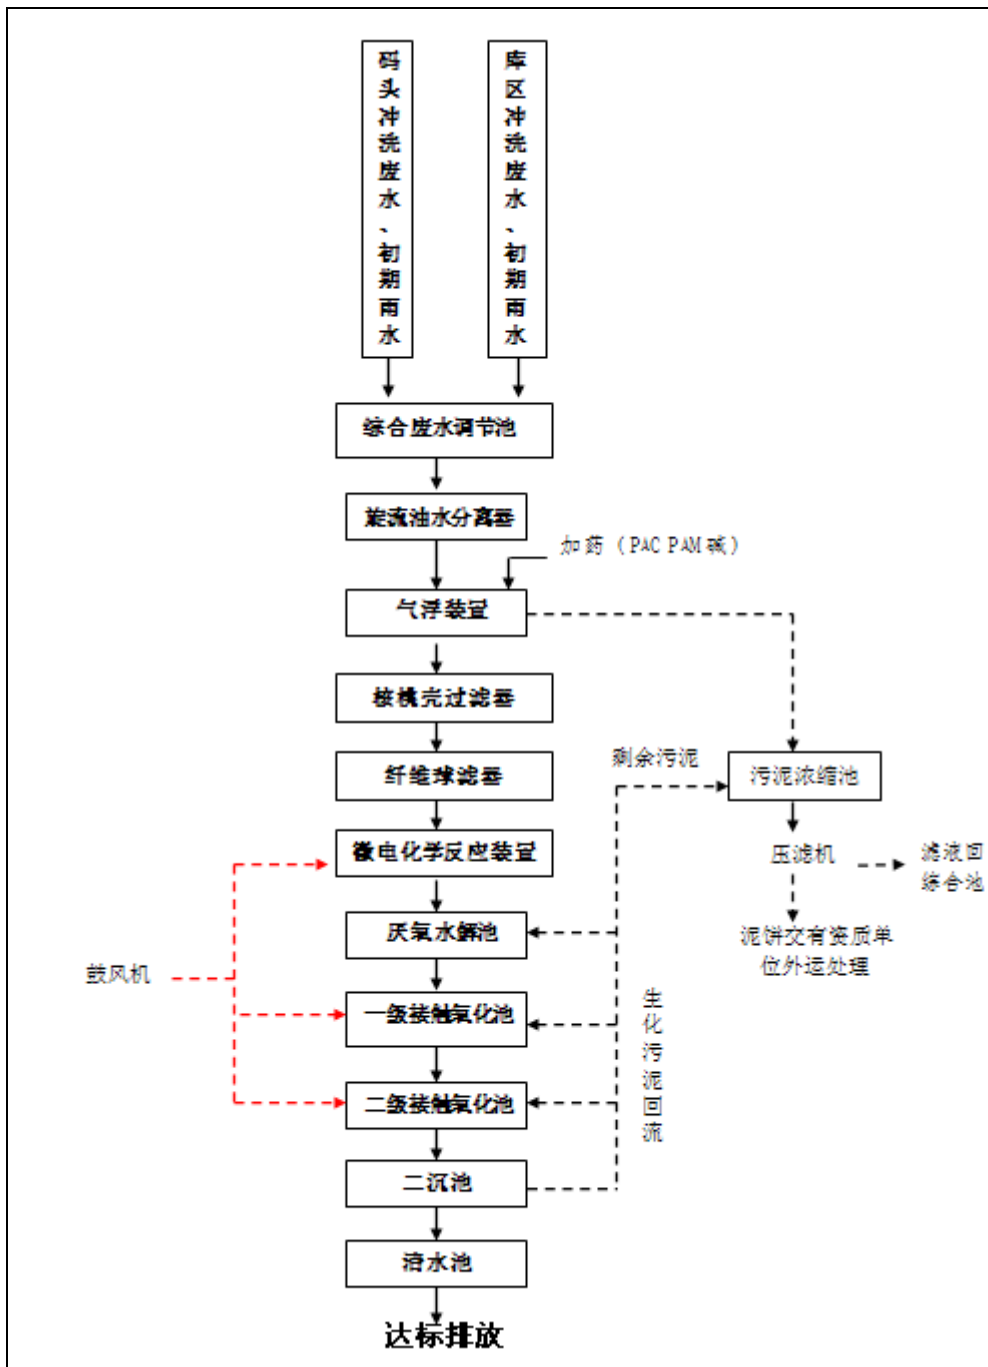 码头冲洗废水、初期雨水
库区冲洗废水、初期雨水
综合废水调节池
旋流油水分离器
加药（PAC PAM 碱）
气浮装置
核桃壳过滤器
纤维球滤器
剩余污泥
污泥浓缩池
微电化学反应装置
压滤机
滤液回
综合池
厌氧水解池
泥饼交有资质单
位外运处理
鼓风机
一级接触氧化池
生化污泥回流
二级接触氧化池
二沉池
清水池
达标排放